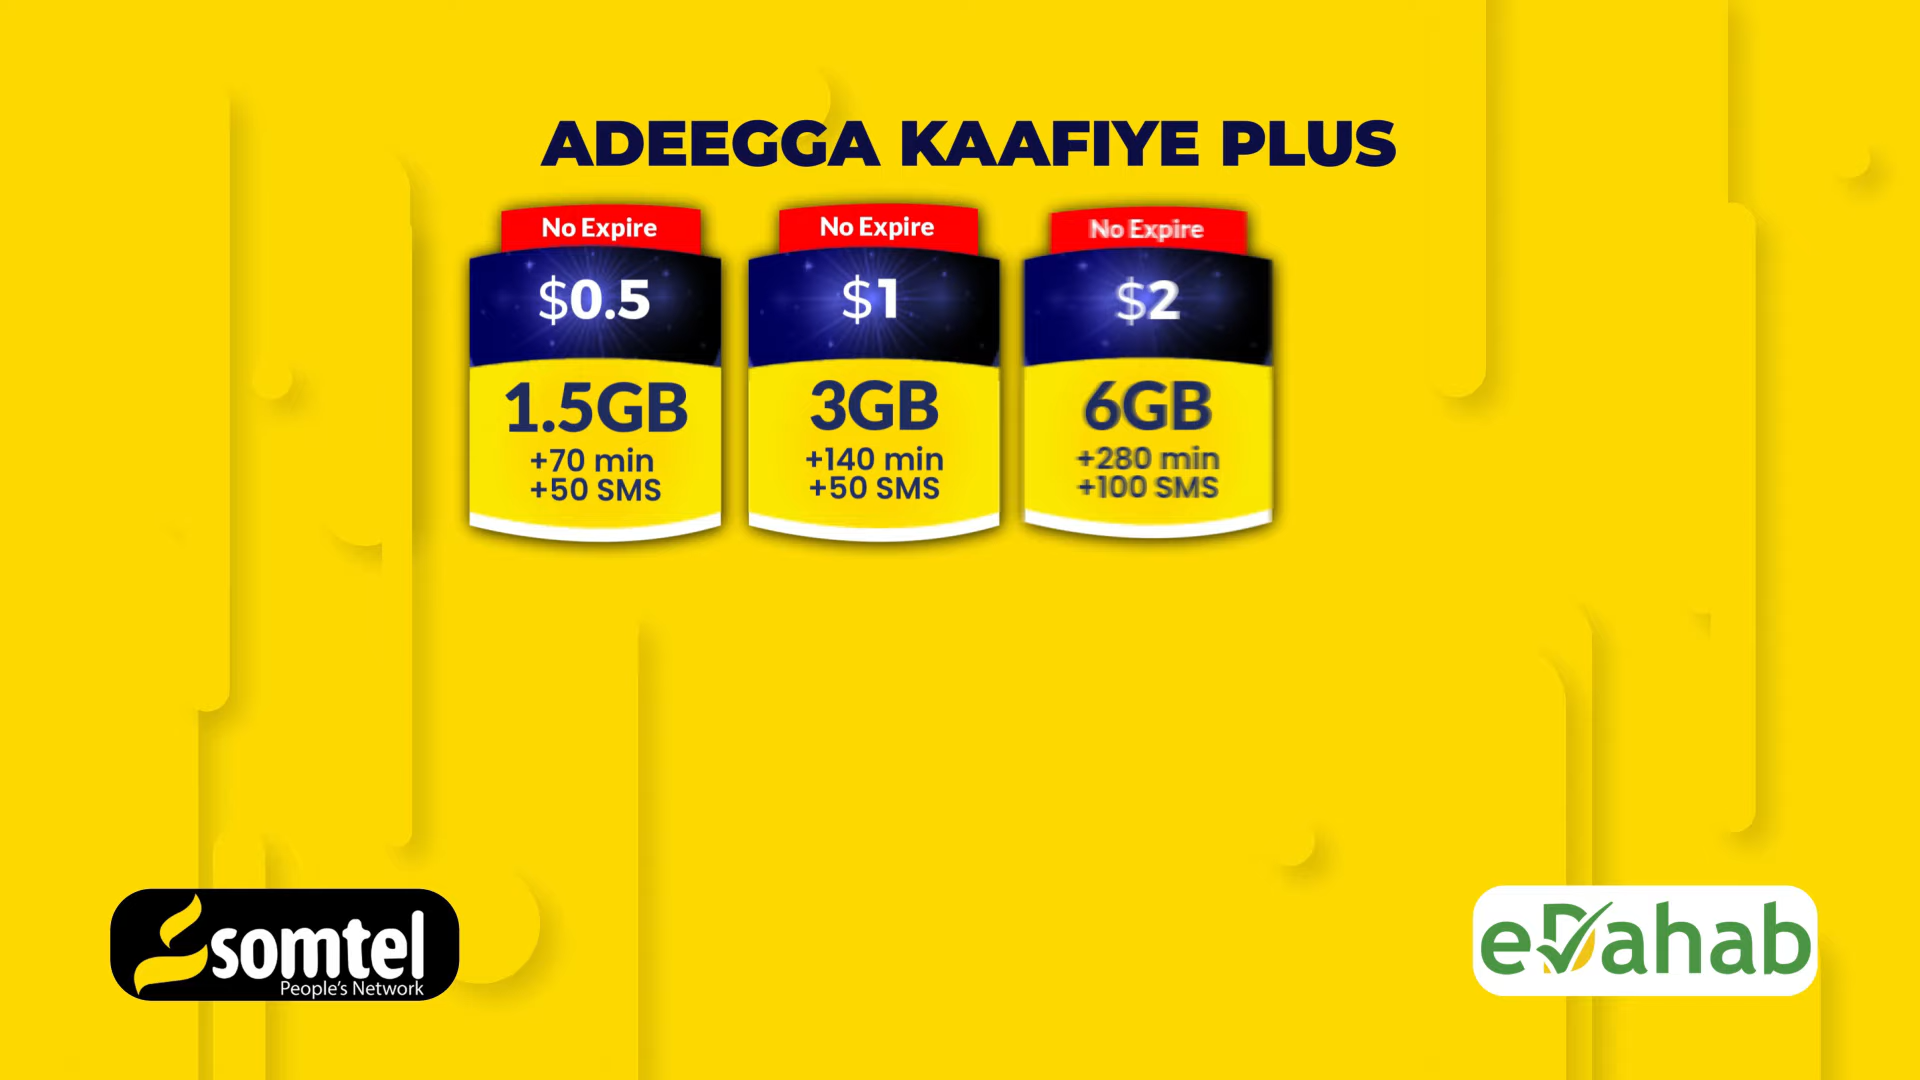 ADEEGGA KAAFIYE PLUS
No Expire
$0.5
1.5GB
+70 min
+50 SMS
No Expire
$1
3GB
+140 min
+50 SMS
No Expire
$2
6GB
+280 min
+100 SMS
somtel
People's Network
eDahab